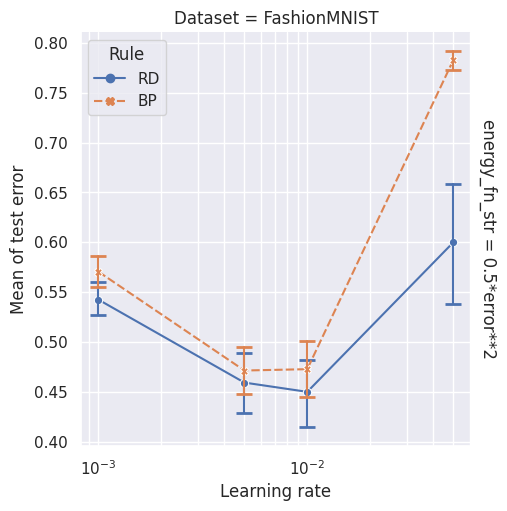 Dataset = FashionMNIST
Rule
RD
BP
0.80
0.75
0.70
0.65
0.60
0.55
0.50
0.45
0.40
Mean of test error
energy_fn_str = 0.5*error**2
10⁻³
10⁻²
Learning rate